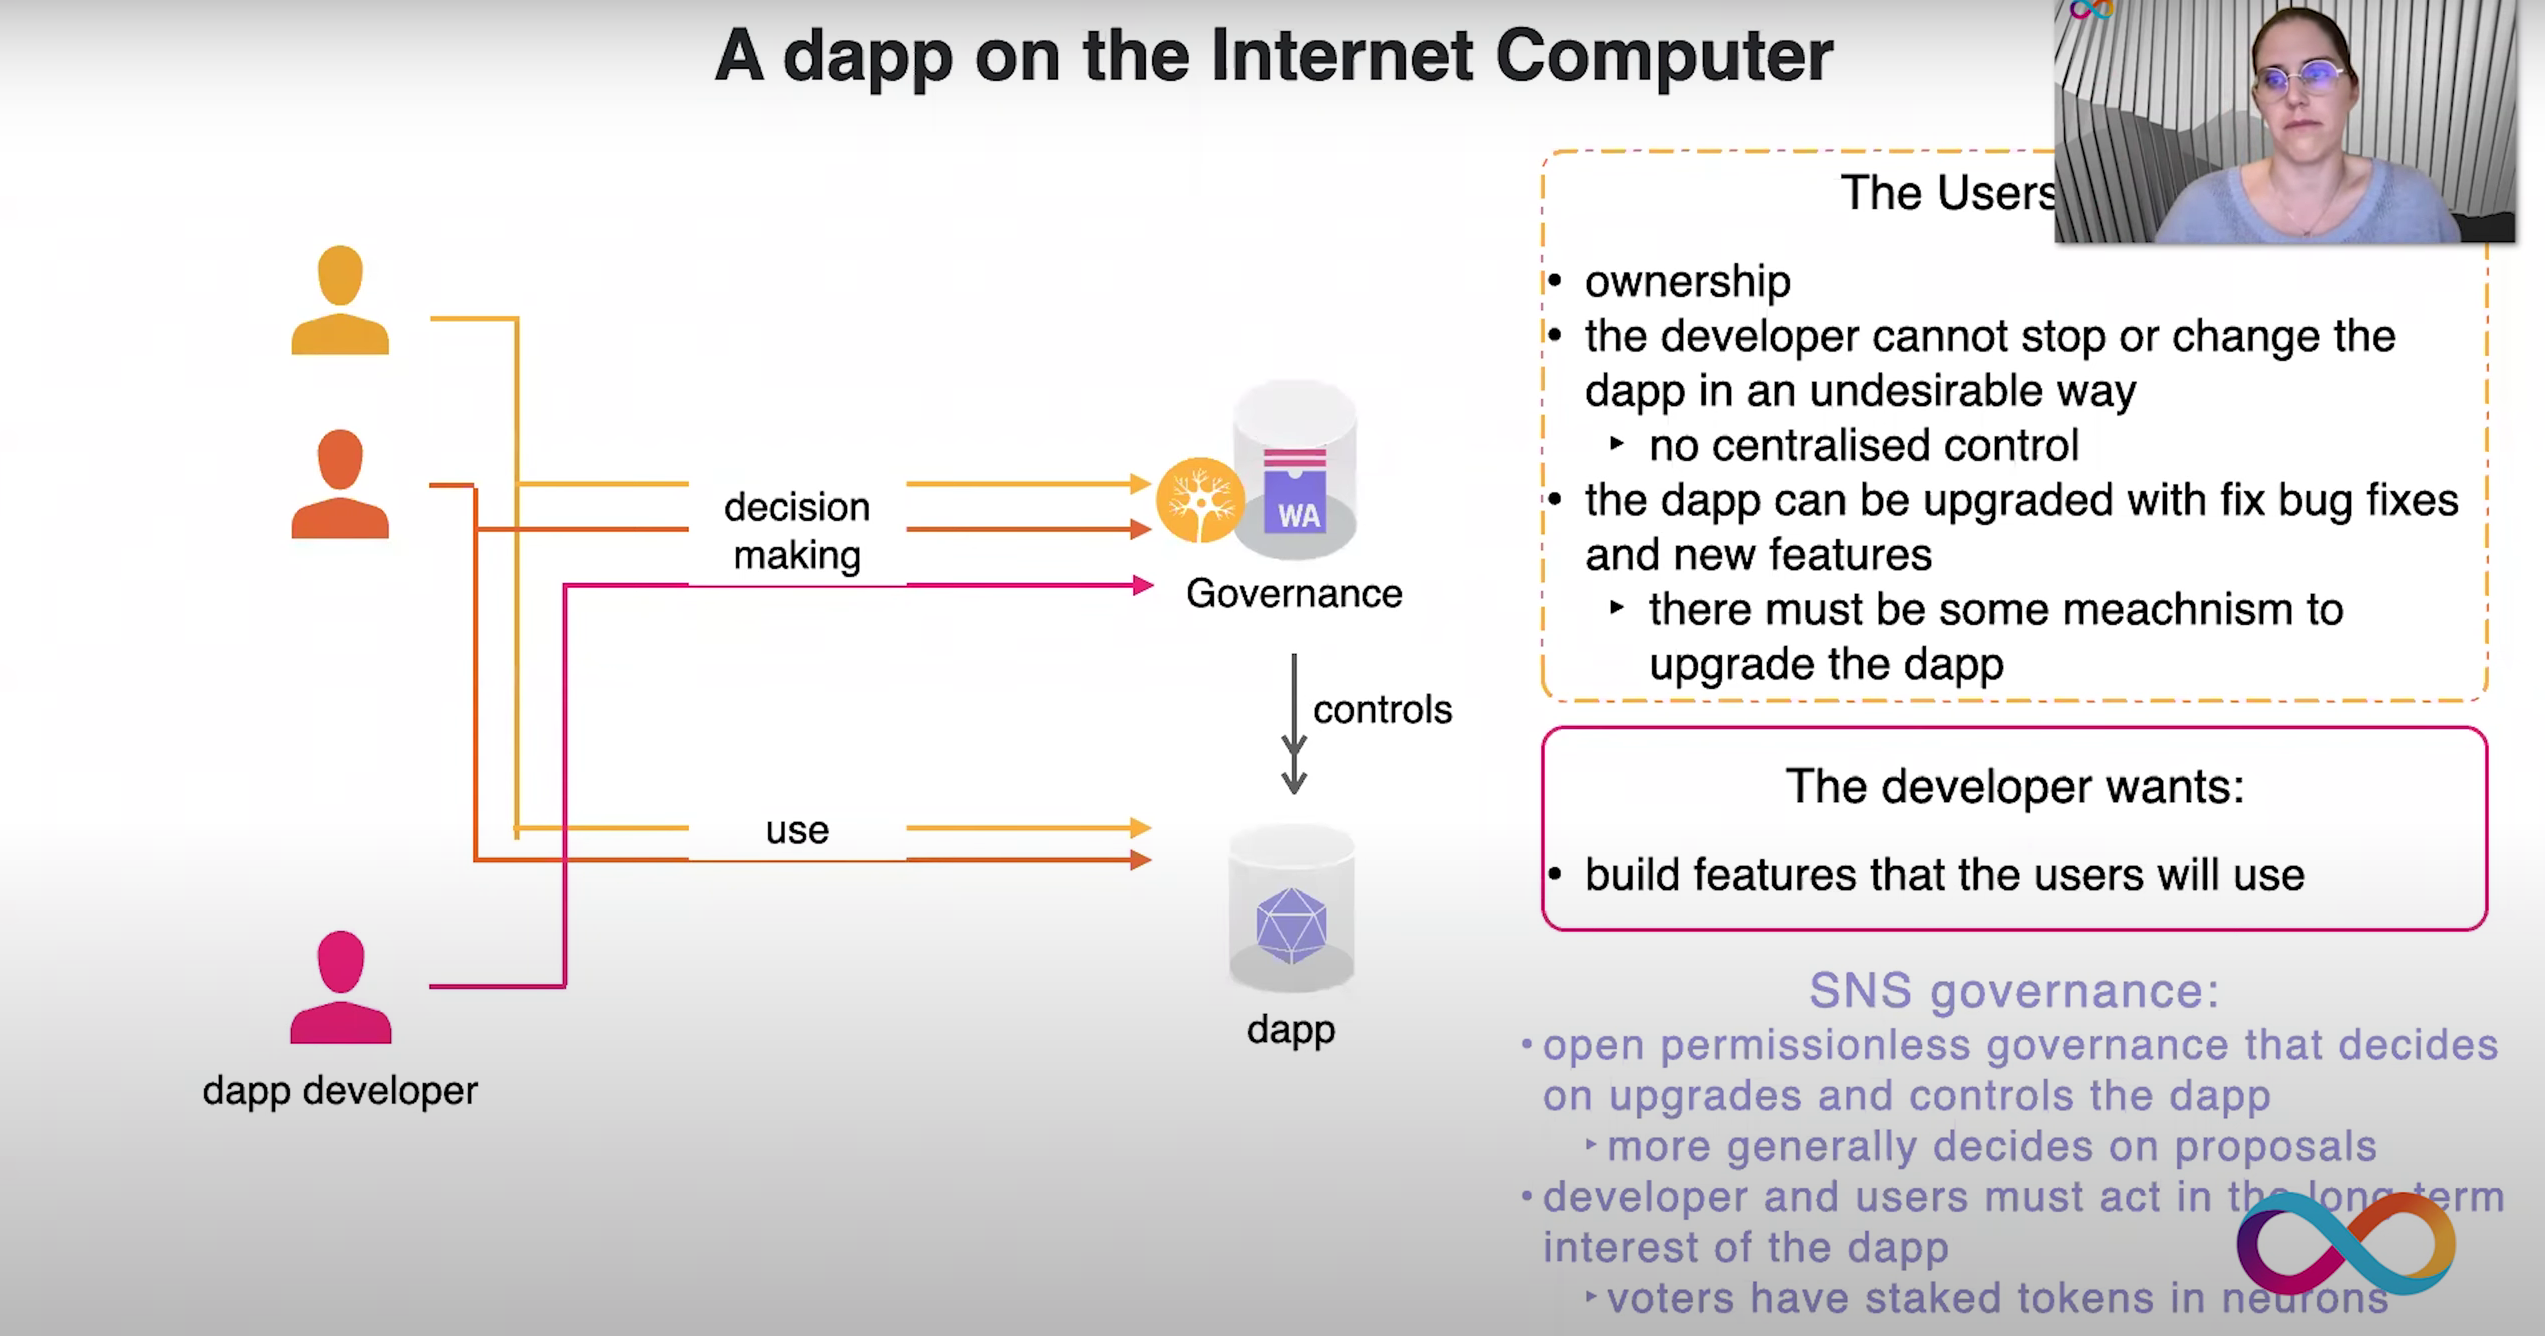 A dapp on the Internet Computer
The Users
• ownership
• the developer cannot stop or change the
dapp in an undesirable way
‣ no centralised control
• the dapp can be upgraded with fix bug fixes
and new features
‣ there must be some meachnism to
upgrade the dapp
decision
making
WA
Governance
controls
use
The developer wants:
• build features that the users will use
dapp
dapp developer
SNS governance:
• open permissionless governance that decides
on upgrades and controls the dapp
‣ more generally decides on proposals
• developer and users must act in the long term
interest of the dapp
‣ voters have staked tokens in neurons